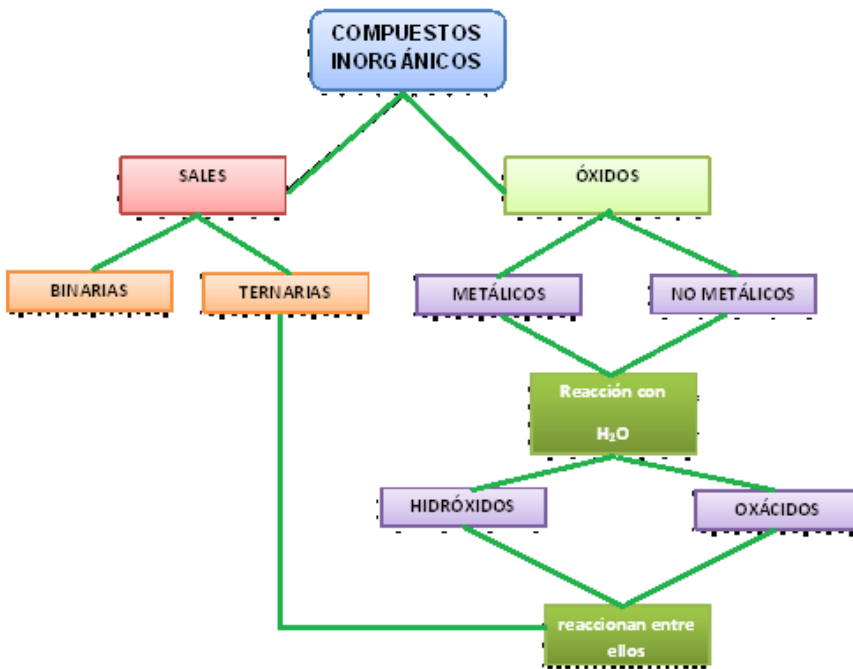 COMPUESTOS
INORGÁNICOS
SALES
ÓXIDOS
BINARIAS
TERNARIAS
METÁLICOS
NO METÁLICOS
Reacción con
H₂O
HIDRÓXIDOS
OXÁCIDOS
reaccionan entre
ellos